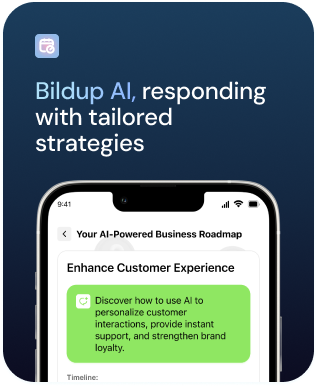 Bildup AI, responding
with tailored
strategies
9:41
Your AI-Powered Business Roadmap
Enhance Customer Experience
Discover how to use AI to
personalize customer
interactions, provide instant
support, and strengthen brand
loyalty.
Timeline: